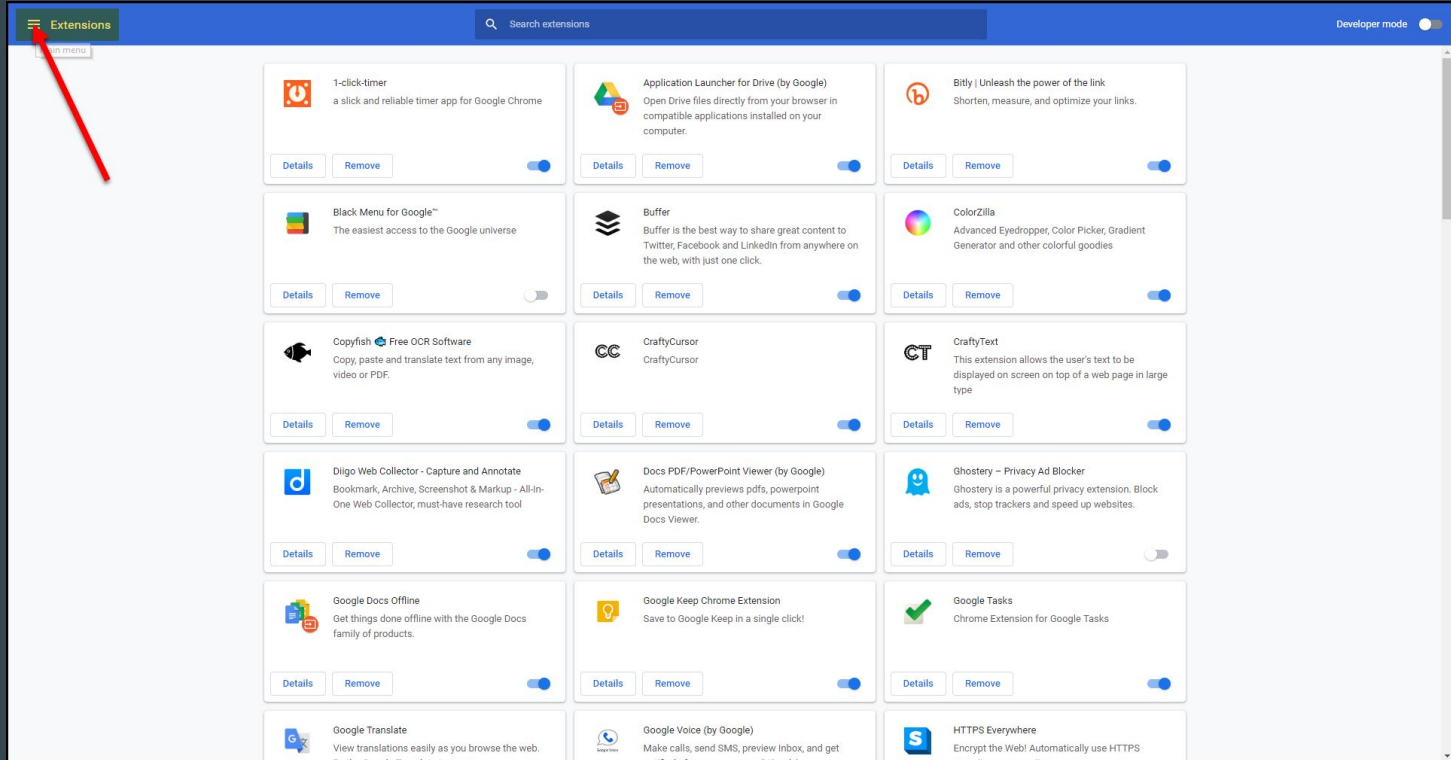 Extensions
Search extensions
Developer mode
main menu
1-click-timer
a slick and reliable timer app for Google Chrome
Details Remove
Application Launcher for Drive (by Google)
Open Drive files directly from your browser in
compatible applications installed on your
computer.
Details Remove
Bitly | Unleash the power of the link
Shorten, measure, and optimize your links.
Details Remove
Black Menu for Google™
The easiest access to the Google universe
Details Remove
Buffer
Buffer is the best way to share great content to
Twitter, Facebook and LinkedIn from anywhere on
the web, with just one click.
Details Remove
ColorZilla
Advanced Eyedropper, Color Picker, Gradient
Generator and other colorful goodies
Details Remove
Copyfish 🐟 Free OCR Software
Copy, paste and translate text from any image,
video or PDF.
Details Remove
CC
CraftyCursor
CraftyCursor
Details Remove
CT
CraftyText
This extension allows the user's text to be
displayed on screen on top of a web page in large
type
Details Remove
d
Diigo Web Collector - Capture and Annotate
Bookmark, Archive, Screenshot & Markup - All-In-
One Web Collector, must-have research tool
Details Remove
Docs PDF/PowerPoint Viewer (by Google)
Automatically previews pdfs, powerpoint
presentations, and other documents in Google
Docs Viewer.
Details Remove
Ghostery – Privacy Ad Blocker
Ghostery is a powerful privacy extension. Block
ads, stop trackers and speed up websites.
Details Remove
Google Docs Offline
Get things done offline with the Google Docs
family of products.
Details Remove
Google Keep Chrome Extension
Save to Google Keep in a single click!
Details Remove
Google Tasks
Chrome Extension for Google Tasks
Details Remove
G
Google Translate
View translations easily as you browse the web.
Google Voice (by Google)
Make calls, send SMS, preview Inbox, and get
S
HTTPS Everywhere
Encrypt the Web! Automatically use HTTPS